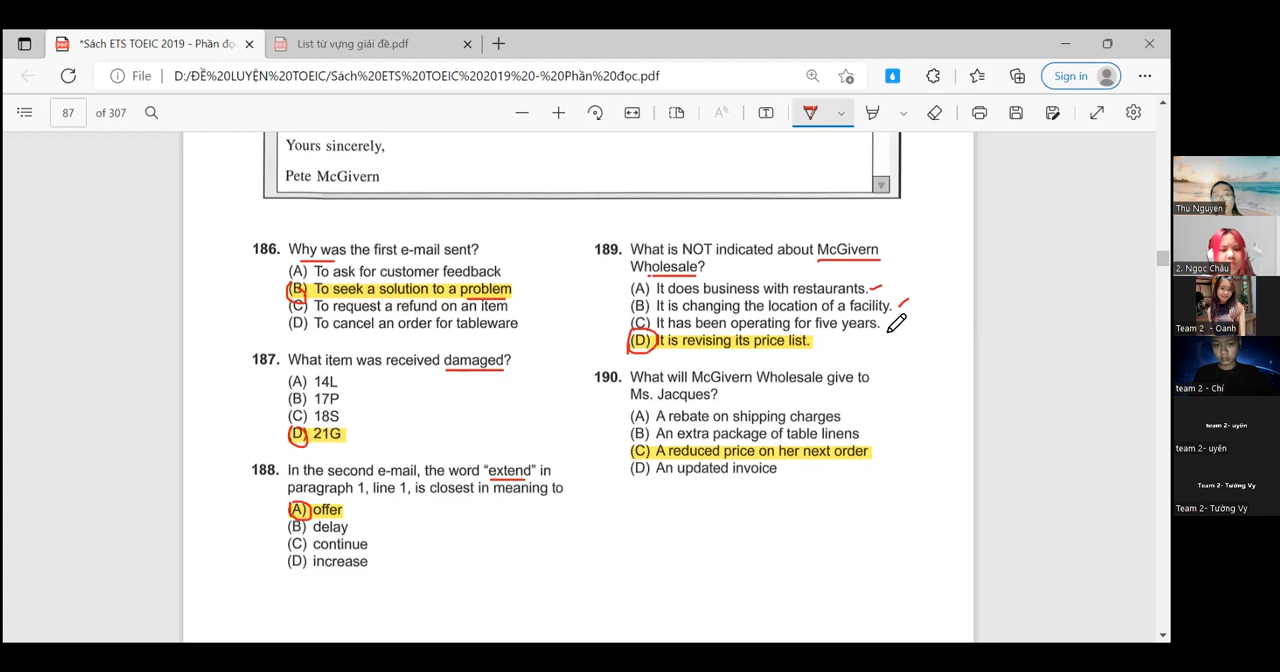 *Sách ETS TOEIC 2019 - Phần đọ
List từ vựng giải đề.pdf
File
D:/ĐỀ%20LUYỆN%20TOEIC/Sách%20ETS%20TOEIC%202019%20-%20Phần%20đọc.pdf
Sign in
87 of 307
Yours sincerely,
Pete McGivern
186. Why was the first e-mail sent?
(A) To ask for customer feedback
(B) To seek a solution to a problem
(C) To request a refund on an item
(D) To cancel an order for tableware
187. What item was received damaged?
(A) 14L
(B) 17P
(C) 18S
(D) 21G
188. In the second e-mail, the word "extend" in
paragraph 1, line 1, is closest in meaning to
(A) offer
(B) delay
(C) continue
(D) increase
189. What is NOT indicated about McGivern
Wholesale?
(A) It does business with restaurants.
(B) It is changing the location of a facility.
(C) It has been operating for five years.
(D) It is revising its price list.
190. What will McGivern Wholesale give to
Ms. Jacques?
(A) A rebate on shipping charges
(B) An extra package of table linens
(C) A reduced price on her next order
(D) An updated invoice
Thu Nguyen
2. Ngọc Châu
Team 2 - Oanh
team 2 - Chí
team 2- uyên
team 2- uyên
Team 2- Tường Vy
Team 2- Tường Vy